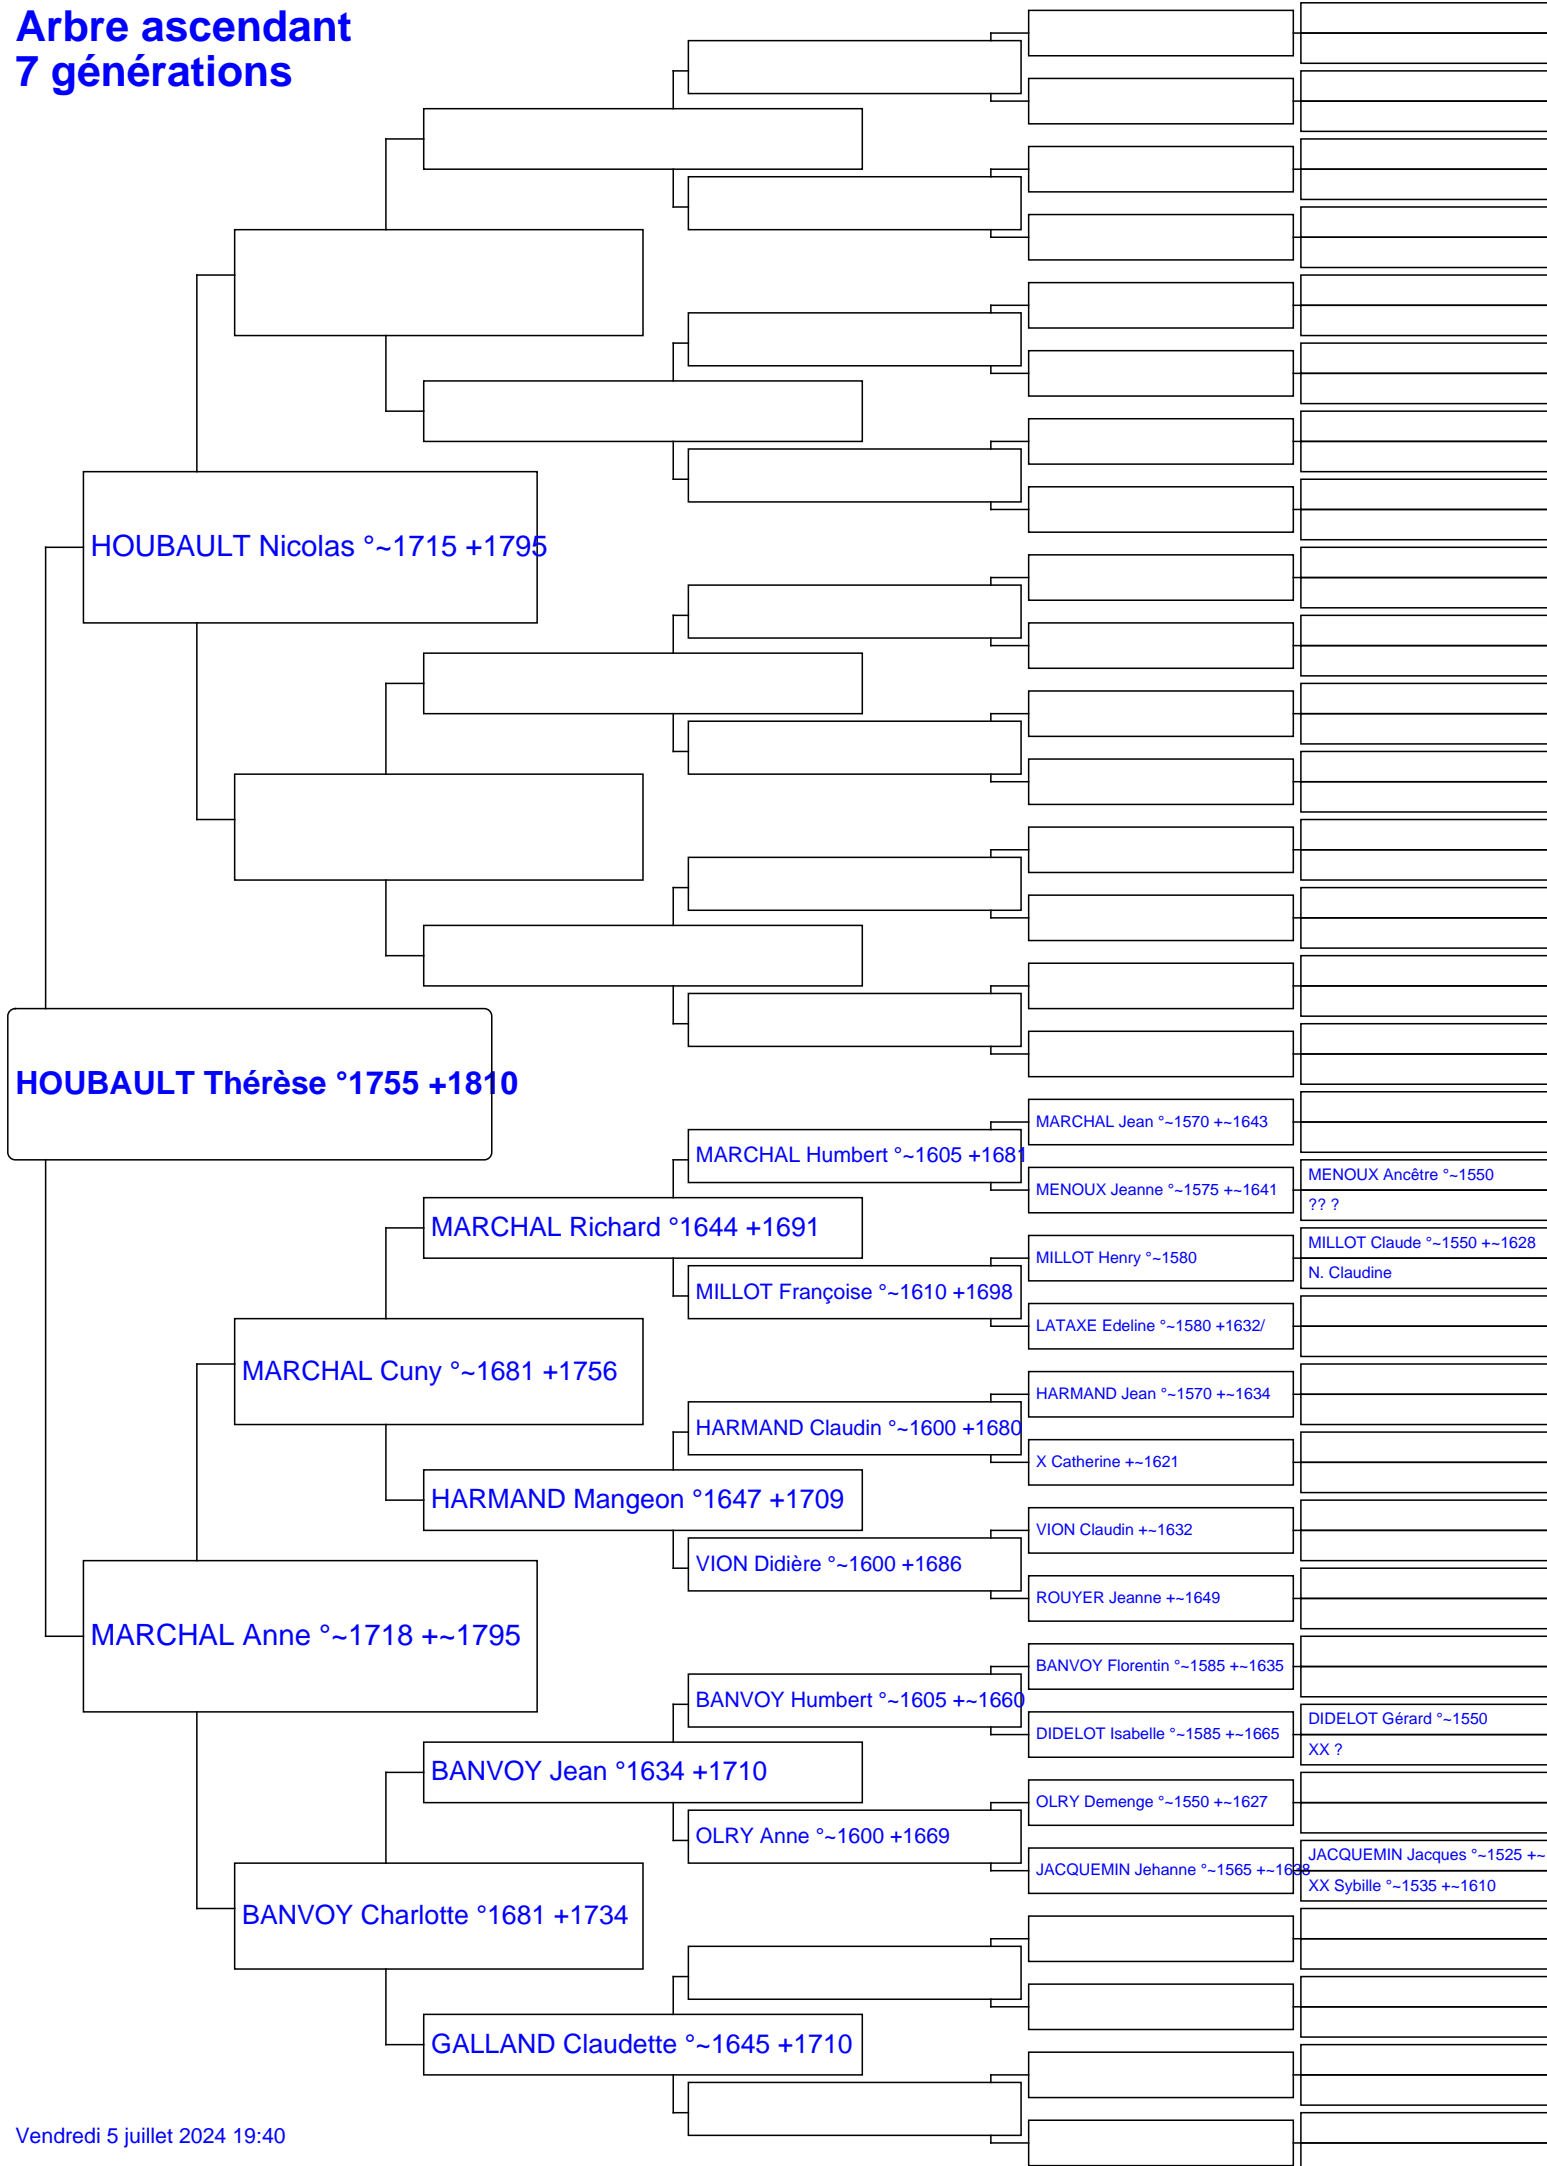 Arbre ascendant
7 générations
HOUBAULT Nicolas °~1715 +1795
HOUBAULT Thérèse °1755 +1810
MARCHAL Jean °~1570 +~1643
MARCHAL Humbert °~1605 +1681
MENOUX Ancêtre °~1550
MENOUX Jeanne °~1575 +~1641
?? ?
MARCHAL Richard °1644 +1691
MILLOT Claude °~1550 +~1628
MILLOT Henry °~1580
N. Claudine
MILLOT Françoise °~1610 +1698
LATAXE Edeline °~1580 +1632/
MARCHAL Cuny °~1681 +1756
HARMAND Jean °~1570 +~1634
HARMAND Claudin °~1600 +1680
X Catherine +~1621
HARMAND Mangeon °1647 +1709
VION Claudin +~1632
VION Didière °~1600 +1686
ROUYER Jeanne +~1649
MARCHAL Anne °~1718 +~1795
BANVOY Florentin °~1585 +~1635
BANVOY Humbert °~1605 +~1660
DIDELOT Gérard °~1550
DIDELOT Isabelle °~1585 +~1665
XX ?
BANVOY Jean °1634 +1710
OLRY Demenge °~1550 +~1627
OLRY Anne °~1600 +1669
JACQUEMIN Jacques °~1525 +~
JACQUEMIN Jehanne °~1565 +~1638
XX Sybille °~1535 +~1610
BANVOY Charlotte °1681 +1734
GALLAND Claudette °~1645 +1710
Vendredi 5 juillet 2024 19:40